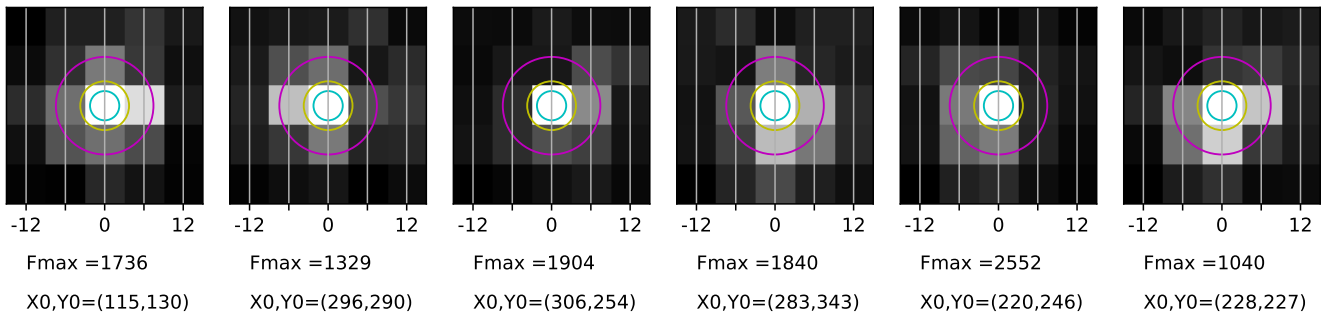 -12 0 12 -12 0 12 -12 0 12 -12 0 12 -12 0 12 -12 0 12
Fmax =1736 Fmax =1329 Fmax =1904 Fmax =1840 Fmax =2552 Fmax =1040
X0,Y0=(115,130) X0,Y0=(296,290) X0,Y0=(306,254) X0,Y0=(283,343) X0,Y0=(220,246) X0,Y0=(228,227)